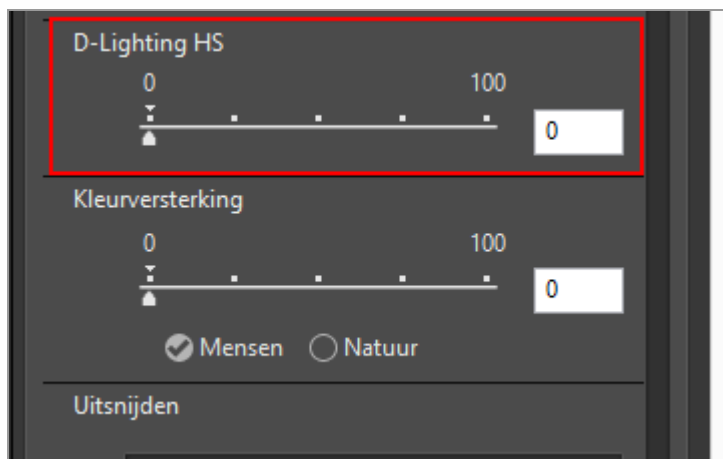 D-Lighting HS
0 100
0
Kleurversterking
0 100
0
Mensen Natuur
Uitsnijden